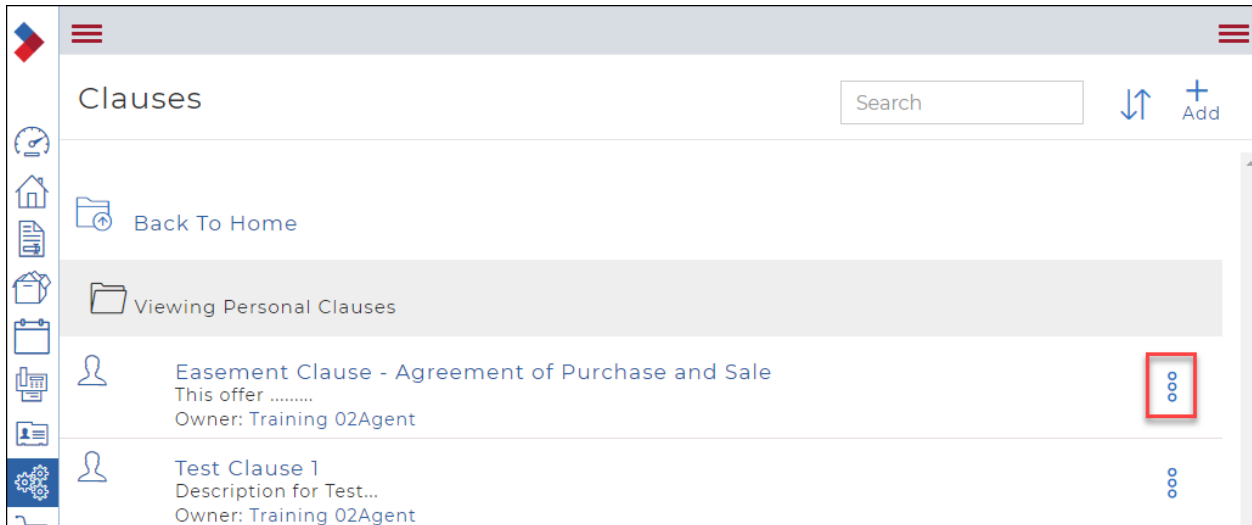 Clauses
Search
Add
Back To Home
Viewing Personal Clauses
Easement Clause - Agreement of Purchase and Sale
This offer .........
Owner: Training 02Agent
Test Clause 1
Description for Test...
Owner: Training 02Agent